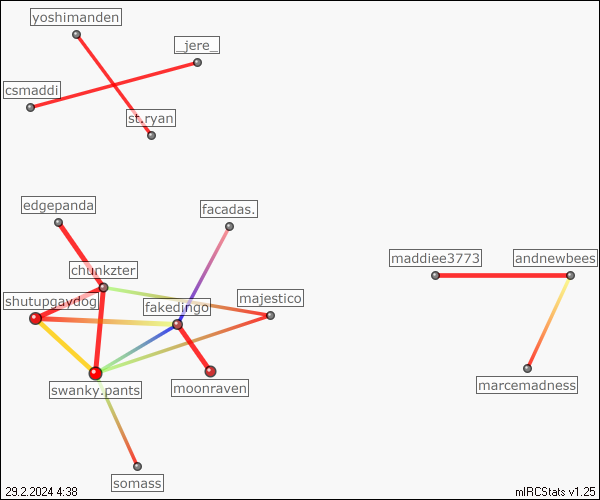 yoshimanden
_jere_
csmaddi
st.ryan
edgepanda
facadas.
maddiee3773
andnewbees
chunkzter
shutupgaydog
fakedingo
majestico
marcemadness
swanky.pants
moonraven
somass
29.2.2024 4:38
mIRCStats v1.25